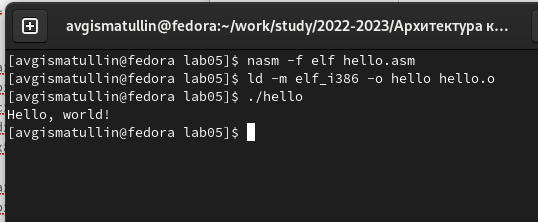 avgismatullin@fedora:~/work/study/2022-2023/Архитектура к...
[avgismatullin@fedora lab05]$ nasm -f elf hello.asm
[avgismatullin@fedora lab05]$ ld -m elf_i386 -o hello hello.o
[avgismatullin@fedora lab05]$ ./hello
Hello, world!
[avgismatullin@fedora lab05]$